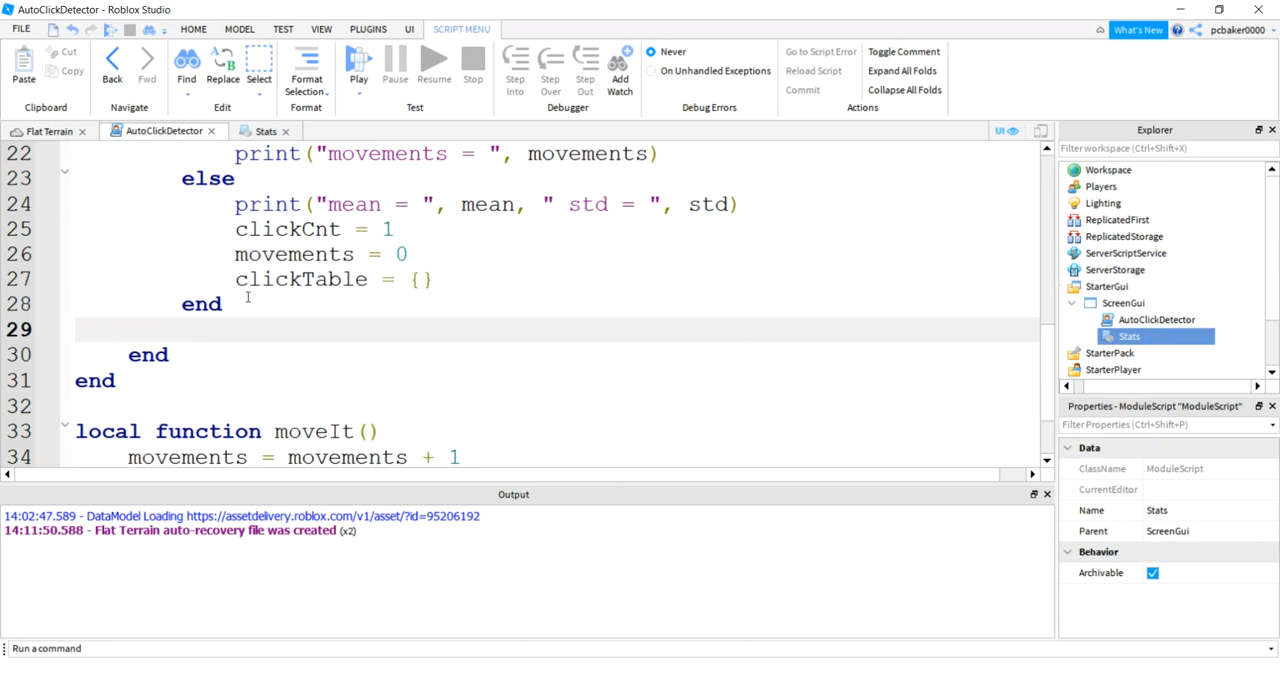 AutoClickDetector - Roblox Studio
FILE HOME MODEL TEST VIEW PLUGINS UI SCRIPT MENU What's New pcbaker0000
Paste Cut Copy Back Fwd Find Replace Select Format Selection Play Pause Resume Stop Step Into Step Over Step Out Add Watch Never On Unhandled Exceptions Go to Script Error Reload Script Commit Toggle Comment Expand All Folds Collapse All Folds
Clipboard Navigate Edit Format Test Debugger Debug Errors Actions
Flat Terrain AutoClickDetector Stats UI
22 print("movements = ", movements)
23 else
24 print("mean = ", mean, " std = ", std)
25 clickCnt = 1
26 movements = 0
27 clickTable = {}
28 end
29
30 end
31 end
32
33 local function moveIt()
34 movements = movements + 1
Explorer
Filter workspace (Ctrl+Shift+X)
Workspace
Players
Lighting
ReplicatedFirst
ReplicatedStorage
ServerScriptService
ServerStorage
StarterGui
ScreenGui
AutoClickDetector
Stats
StarterPack
StarterPlayer
Properties - ModuleScript "ModuleScript"
Filter Properties (Ctrl+Shift+P)
Data
ClassName ModuleScript
CurrentEditor
Name Stats
Parent ScreenGui
Behavior
Archivable
Output
14:02:47.589 - DataModel Loading https://assetdelivery.roblox.com/v1/asset/?id=95206192
14:11:50.588 - Flat Terrain auto-recovery file was created (x2)
Run a command